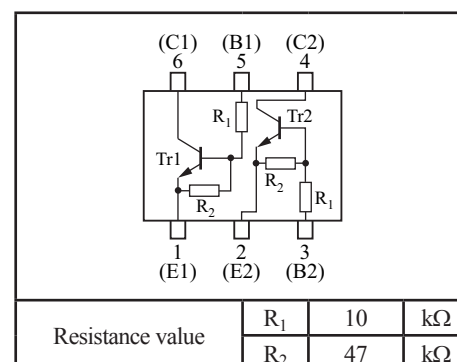 (C1) (B1) (C2)
6 5 4
R1 Tr2
Tr1
R2 R2 R1
1 2 3
(E1) (E2) (B2)
Resistance value R1 10 kΩ
R2 47 kΩ